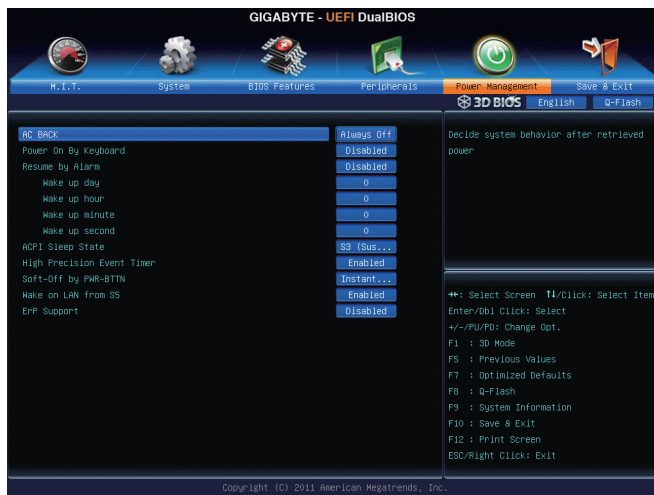 GIGABYTE - UEFI DualBIOS
M.I.T. System BIOS Features Peripherals Power Management Save & Exit
3D BIOS English Q-Flash
AC BACK Always Off
Power On By Keyboard Disabled
Resume by Alarm Disabled
Wake up day 0
Wake up hour 0
Wake up minute 0
Wake up second 0
ACPI Sleep State S3 (Sus...
High Precision Event Timer Enabled
Soft-Off by PWR-BTTN Instant...
Wake on LAN from S5 Enabled
ErP Support Disabled
Decide system behavior after retrieved
power
→←: Select Screen ↑↓/Click: Select Item
Enter/Dbl Click: Select
+/-/PU/PD: Change Opt.
F1 : 3D Mode
F5 : Previous Values
F7 : Optimized Defaults
F8 : Q-Flash
F9 : System Information
F10 : Save & Exit
F12 : Print Screen
ESC/Right Click: Exit
Copyright (C) 2011 American Megatrends, Inc.